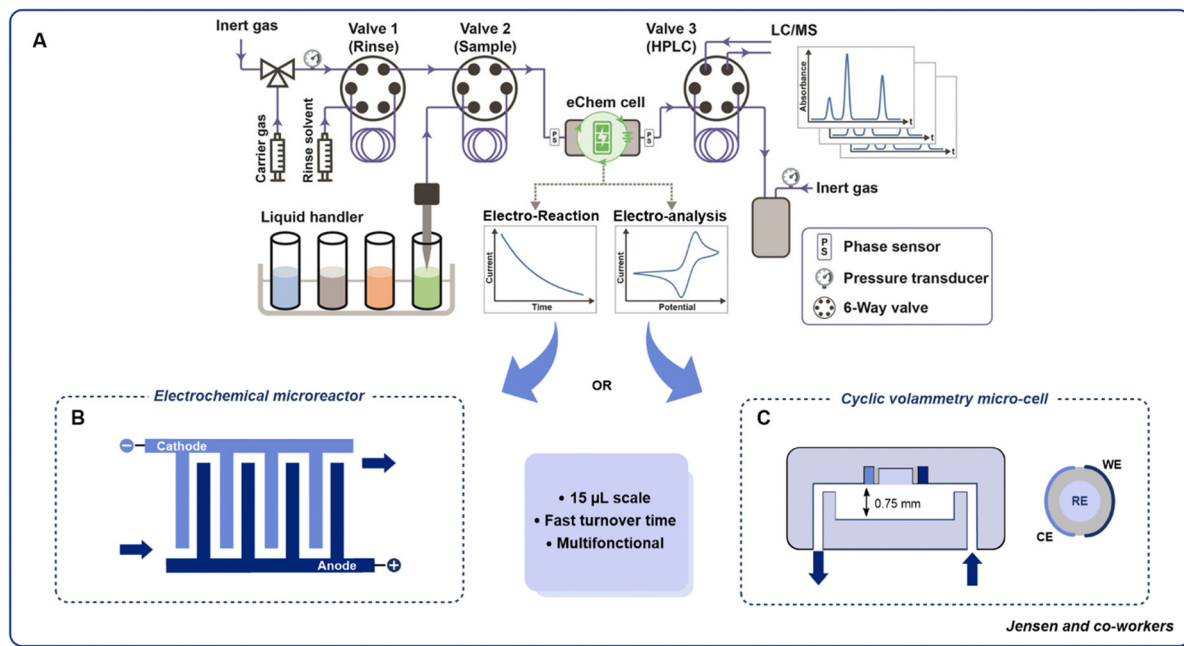 A
Inert gas
Valve 1
(Rinse)
Valve 2
(Sample)
Valve 3
(HPLC)
LC/MS
Absorbance
t
t
t
Carrier gas
Rinse solvent
eChem cell
P
S
P
S
Inert gas
Liquid handler
Electro-Reaction
Electro-analysis
Current
Time
Current
Potential
P
S
Phase sensor
Pressure transducer
6-Way valve
OR
Electrochemical microreactor
B
Cathode
Anode
• 15 µL scale
• Fast turnover time
• Multifonctional
Cyclic volammetry micro-cell
C
0.75 mm
WE
RE
CE
Jensen and co-workers